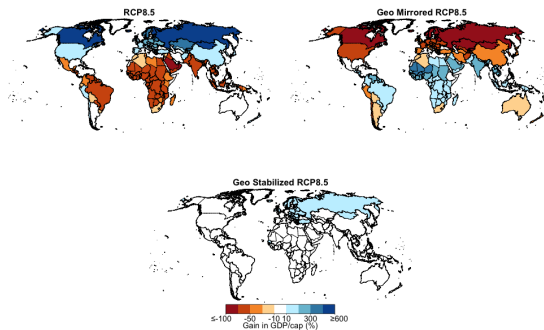 RCP8.5
Geo Mirrored RCP8.5
Geo Stabilized RCP8.5
≤-100 -50 -10 10 300 ≥600
Gain in GDP/cap (%)